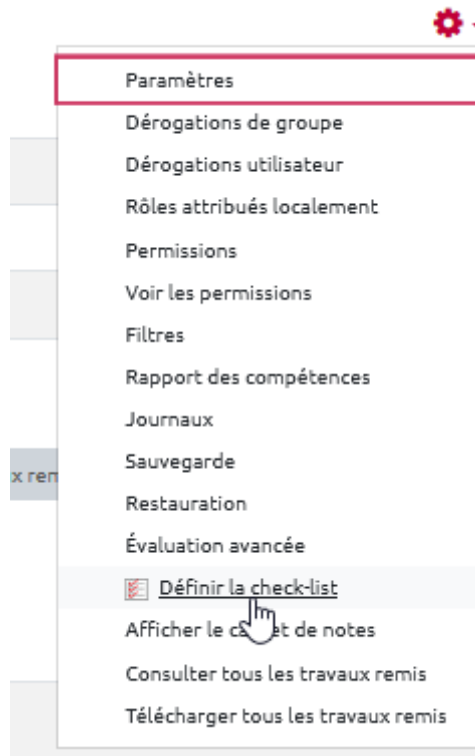 Paramètres
Dérogations de groupe
Dérogations utilisateur
Rôles attribués localement
Permissions
Voir les permissions
Filtres
Rapport des compétences
Journaux
x ren
Sauvegarde
Restauration
Évaluation avancée
Définir la check-list
Afficher le et de notes
Consulter tous les travaux remis
Télécharger tous les travaux remis